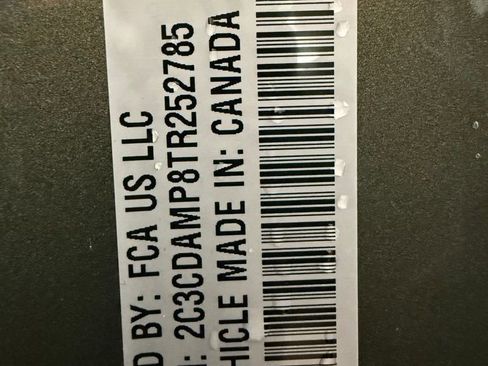 D BY: FCA US LLC
: 2C3CDAMP8TR252785
HICLE MADE IN: CANADA